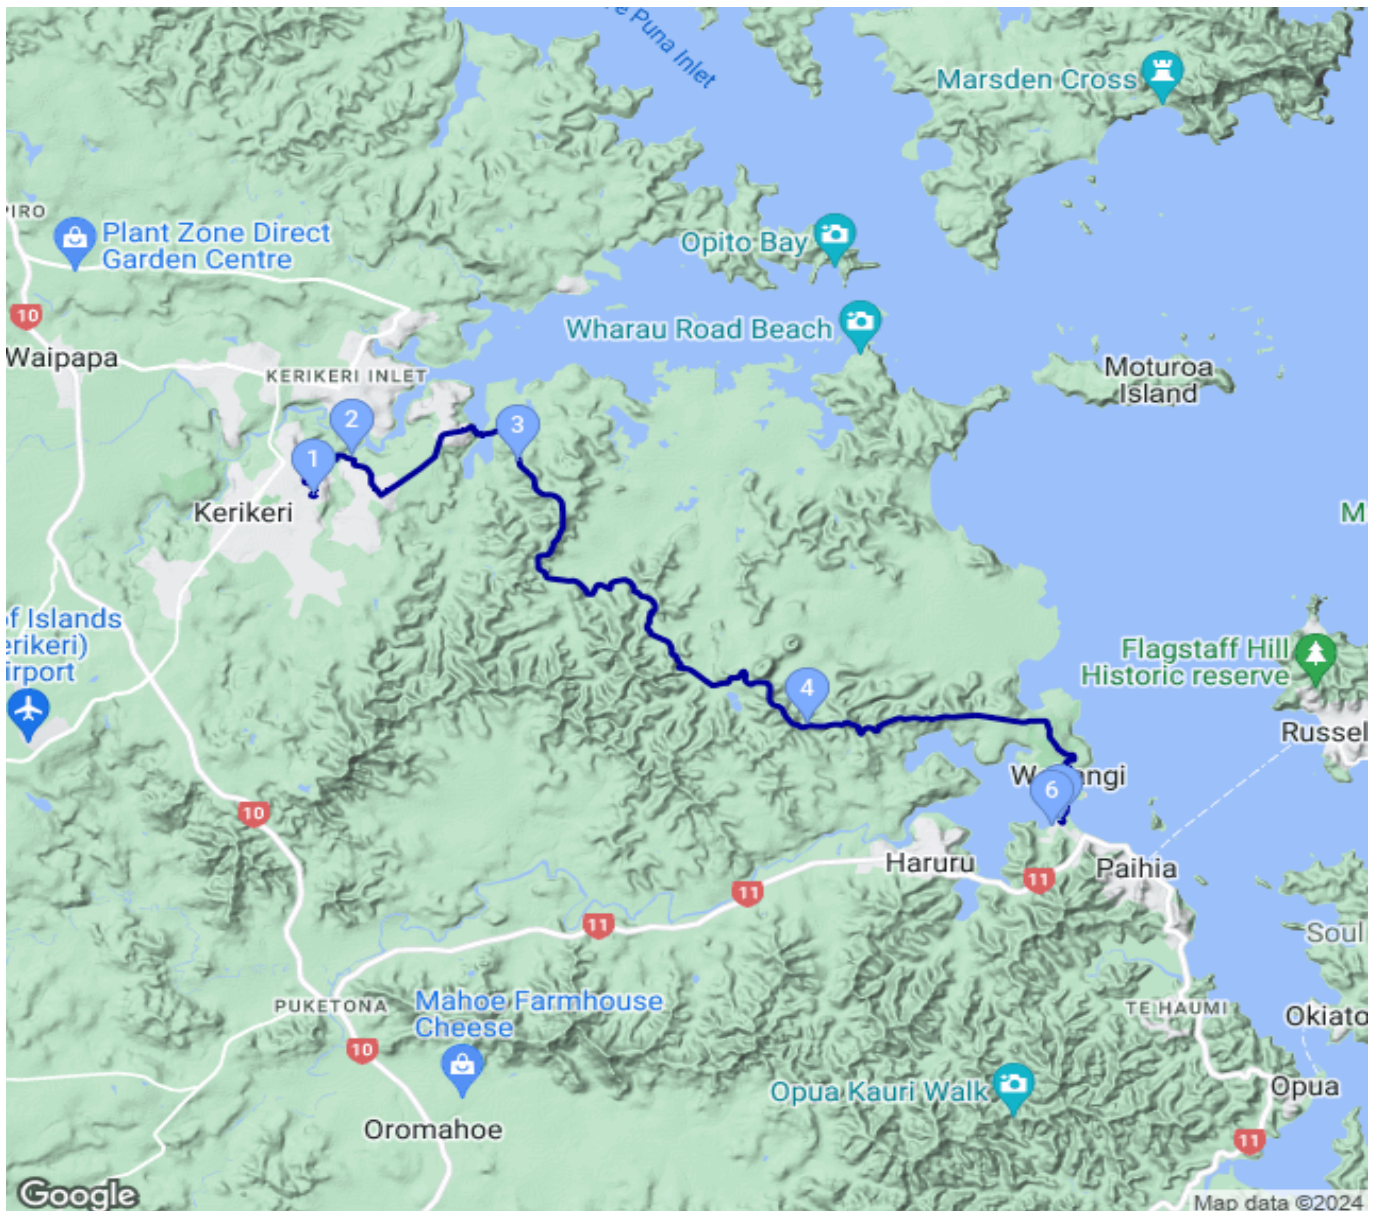 e Puna Inlet
Marsden Cross
PIRO
Plant Zone Direct
Garden Centre
Opito Bay
10
Wharau Road Beach
Waipapa
KERIKERI INLET
Moturoa
Island
2
3
1
Kerikeri
M
of Islands
erikeri)
irport
Flagstaff Hill
Historic reserve
4
Russel
W
ngi
6
10
Haruru
Paihia
11
11
11
Soul
PUKETONA
Mahoe Farmhouse
Cheese
TE HAUMI
Okiato
10
Opua Kauri Walk
Opua
Oromahoe
11
Google
Map data ©2024